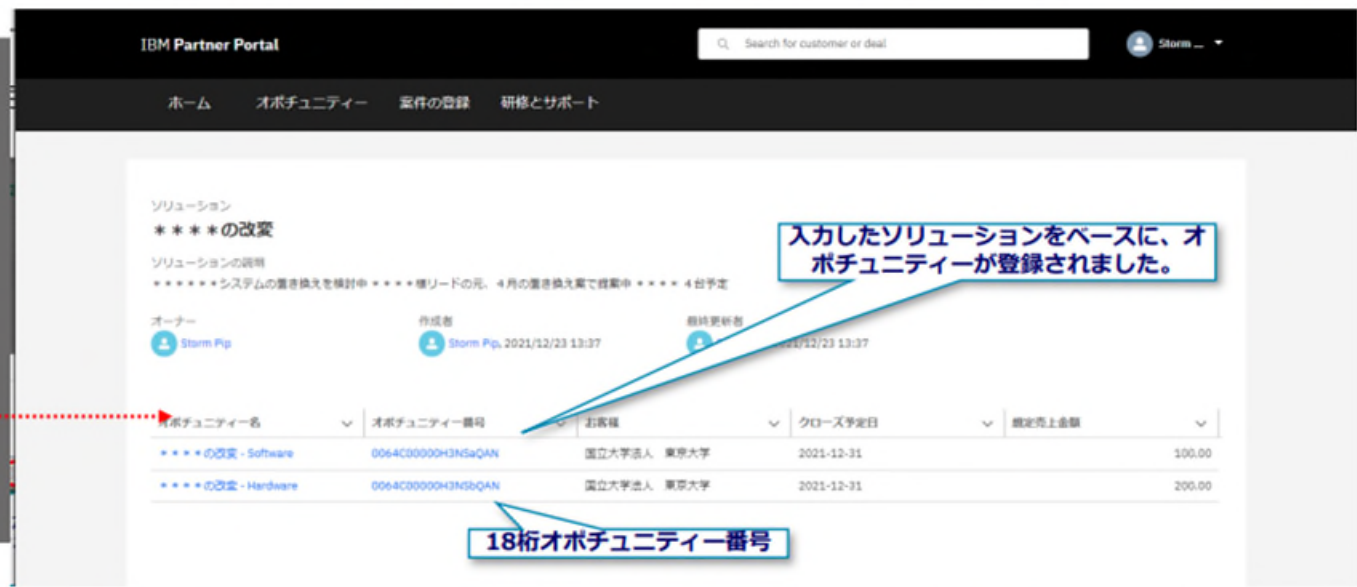 IBM Partner Portal
Search for customer or deal
Storm ...
ホーム オポチュニティー 案件の登録 研修とサポート
ソリューション
＊＊＊＊の改変
ソリューションの説明
＊＊＊＊＊＊システムの置き換えを検討中 ＊＊＊＊様リードの元、4月の置き換え案で提案中 ＊＊＊＊ 4台予定
入力したソリューションをベースに、オ
ポチュニティーが登録されました。
オーナー 作成者 最終更新者
Storm Pip Storm Pip, 2021/12/23 13:37 2021/12/23 13:37
オポチュニティー名 オポチュニティー番号 お客様 クローズ予定日 想定売上金額
＊＊＊＊の改変 - Software 0064C00000H3NSaQAN 国立大学法人 東京大学 2021-12-31 100.00
＊＊＊＊の改変 - Hardware 0064C00000H3NSbQAN 国立大学法人 東京大学 2021-12-31 200.00
18桁オポチュニティー番号